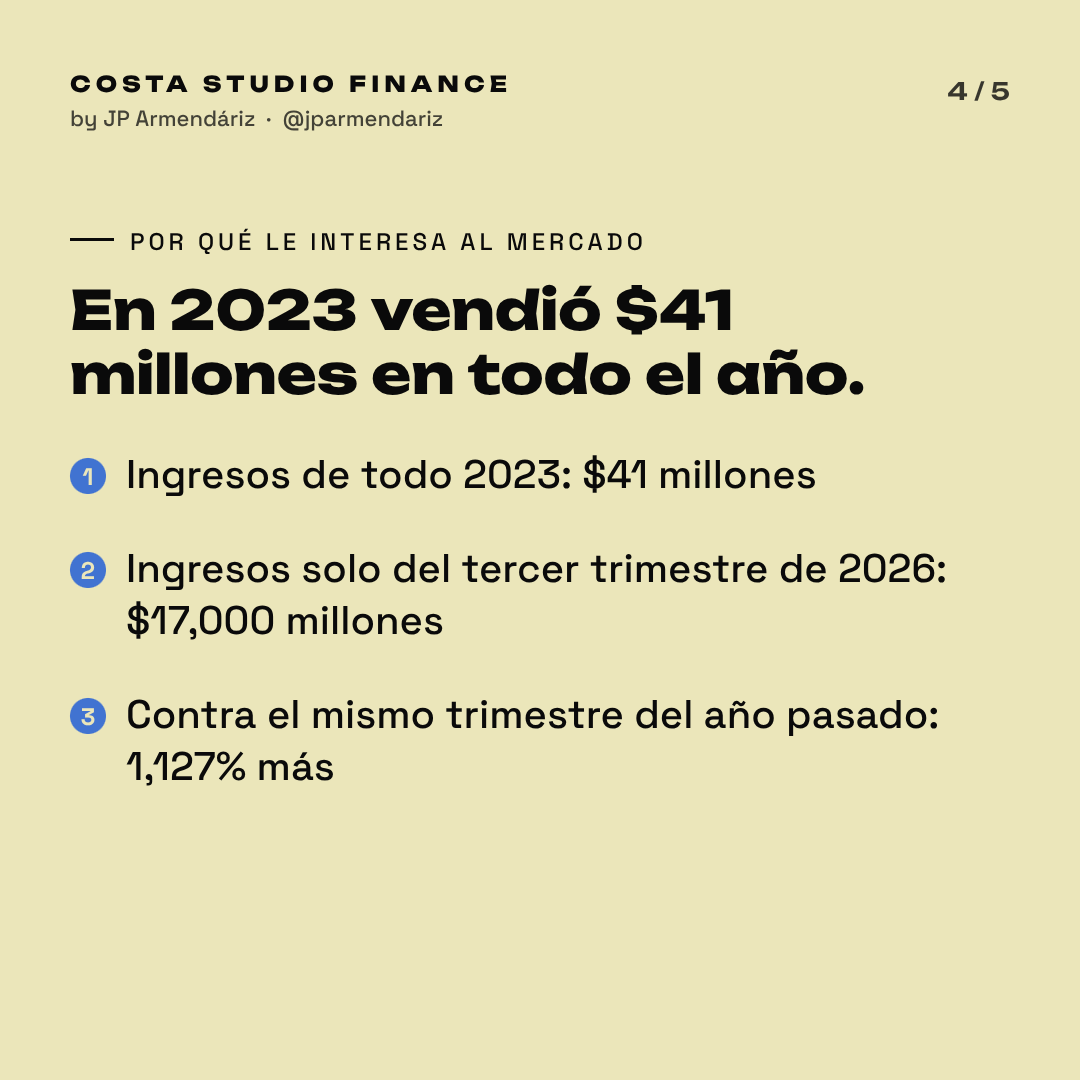 COSTA STUDIO FINANCE
by JP Armendáriz · @jparmendariz
4 / 5
POR QUÉ LE INTERESA AL MERCADO
En 2023 vendió $41
millones en todo el año.
1 Ingresos de todo 2023: $41 millones
2 Ingresos solo del tercer trimestre de 2026:
$17,000 millones
3 Contra el mismo trimestre del año pasado:
1,127% más